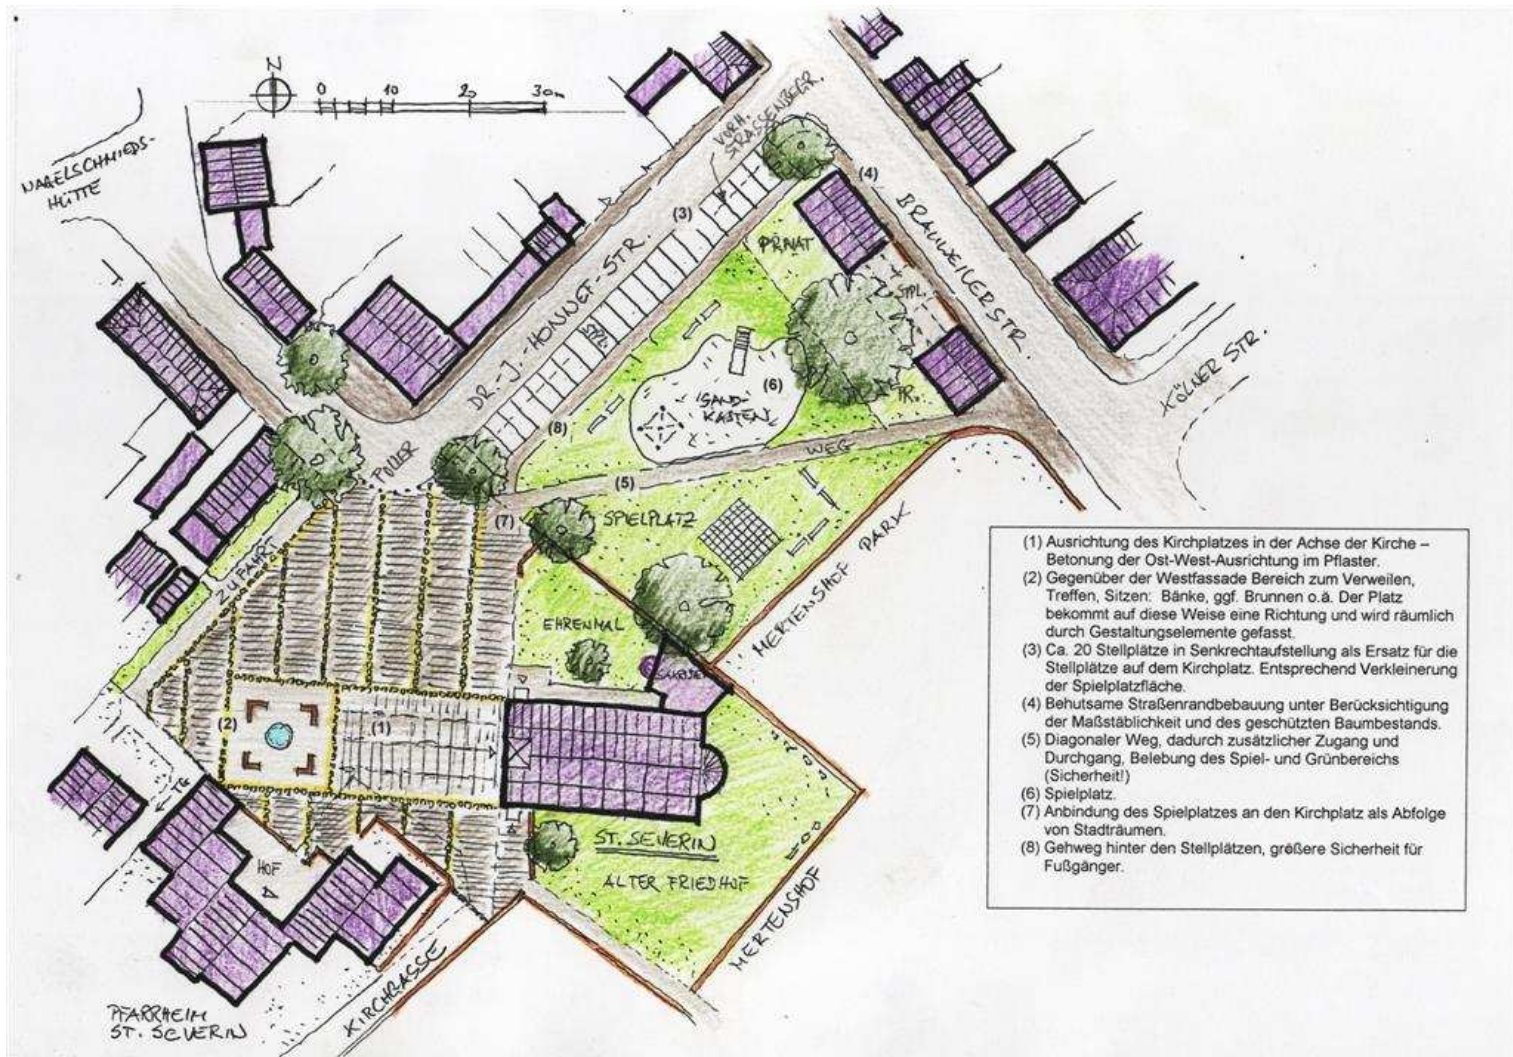 N
0 10 20 30m
NAGELSCHMIEDS-
HÜTTE
VORH.
STRASSENBEGR.
(4)
(3)
BRAUWEILERSTR.
PRIVAT
STPL.
DR.-J.-HONNEF-STR.
STPL.
(6)
SAND-
KASTEN
PR.
KÖLNER STR.
(8)
WEG
POLLER
(5)
(7)
SPIELPLATZ
ZUFAHRT
MERTENSHOF PARK
EHRENMAL
(2)
(1)
TG
HOF
ST. SEVERIN
ALTER FRIEDHOF
MERTENSHOF
KIRCHGASSE
PFARRHEIM
ST. SEVERIN
(1) Ausrichtung des Kirchplatzes in der Achse der Kirche –
Betonung der Ost-West-Ausrichtung im Pflaster.
(2) Gegenüber der Westfassade Bereich zum Verweilen,
Treffen, Sitzen: Bänke, ggf. Brunnen o.ä. Der Platz
bekommt auf diese Weise eine Richtung und wird räumlich
durch Gestaltungselemente gefasst.
(3) Ca. 20 Stellplätze in Senkrechtaufstellung als Ersatz für die
Stellplätze auf dem Kirchplatz. Entsprechend Verkleinerung
der Spielplatzfläche.
(4) Behutsame Straßenrandbebauung unter Berücksichtigung
der Maßstäblichkeit und des geschützten Baumbestands.
(5) Diagonaler Weg, dadurch zusätzlicher Zugang und
Durchgang, Belebung des Spiel- und Grünbereichs
(Sicherheit!)
(6) Spielplatz.
(7) Anbindung des Spielplatzes an den Kirchplatz als Abfolge
von Stadträumen.
(8) Gehweg hinter den Stellplätzen, größere Sicherheit für
Fußgänger.